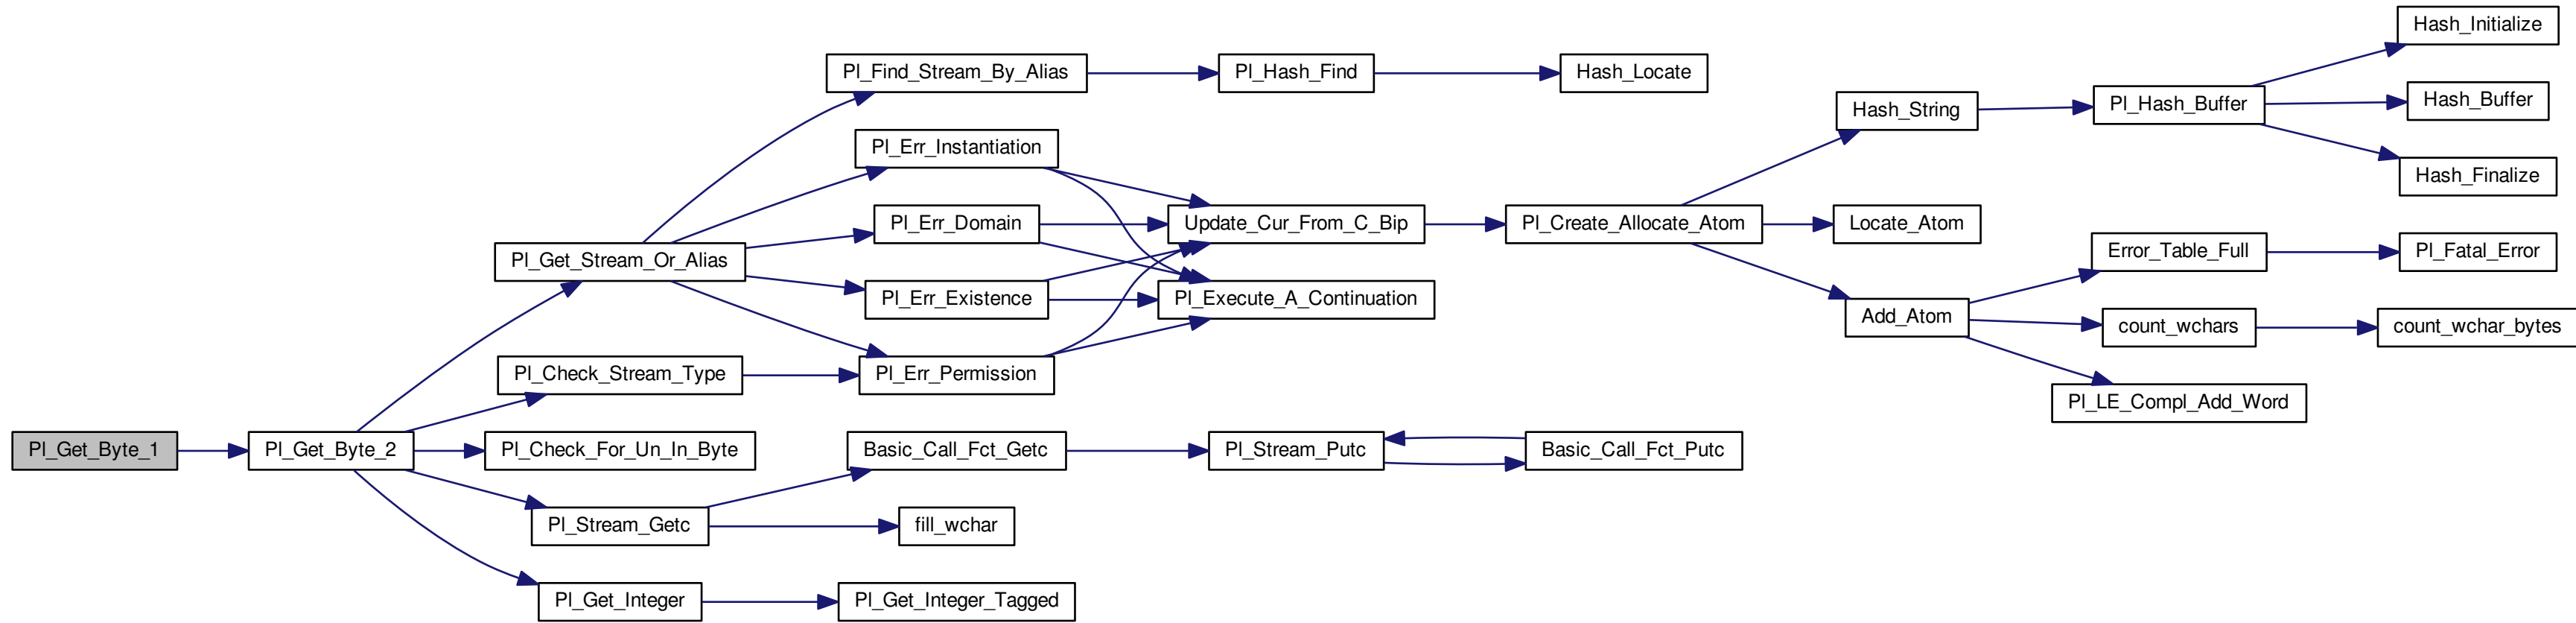 Hash_Initialize
Pl_Find_Stream_By_Alias
Pl_Hash_Find
Hash_Locate
Hash_Buffer
Pl_Hash_Buffer
Hash_String
Pl_Err_Instantiation
Hash_Finalize
Pl_Err_Domain
Update_Cur_From_C_Bip
Pl_Create_Allocate_Atom
Locate_Atom
Pl_Get_Stream_Or_Alias
Error_Table_Full
Pl_Fatal_Error
Pl_Err_Existence
Pl_Execute_A_Continuation
Add_Atom
count_wchars
count_wchar_bytes
Pl_Check_Stream_Type
Pl_Err_Permission
Pl_LE_Compl_Add_Word
Pl_Get_Byte_1
Pl_Get_Byte_2
Pl_Check_For_Un_In_Byte
Basic_Call_Fct_Getc
Pl_Stream_Putc
Basic_Call_Fct_Putc
Pl_Stream_Getc
fill_wchar
Pl_Get_Integer
Pl_Get_Integer_Tagged